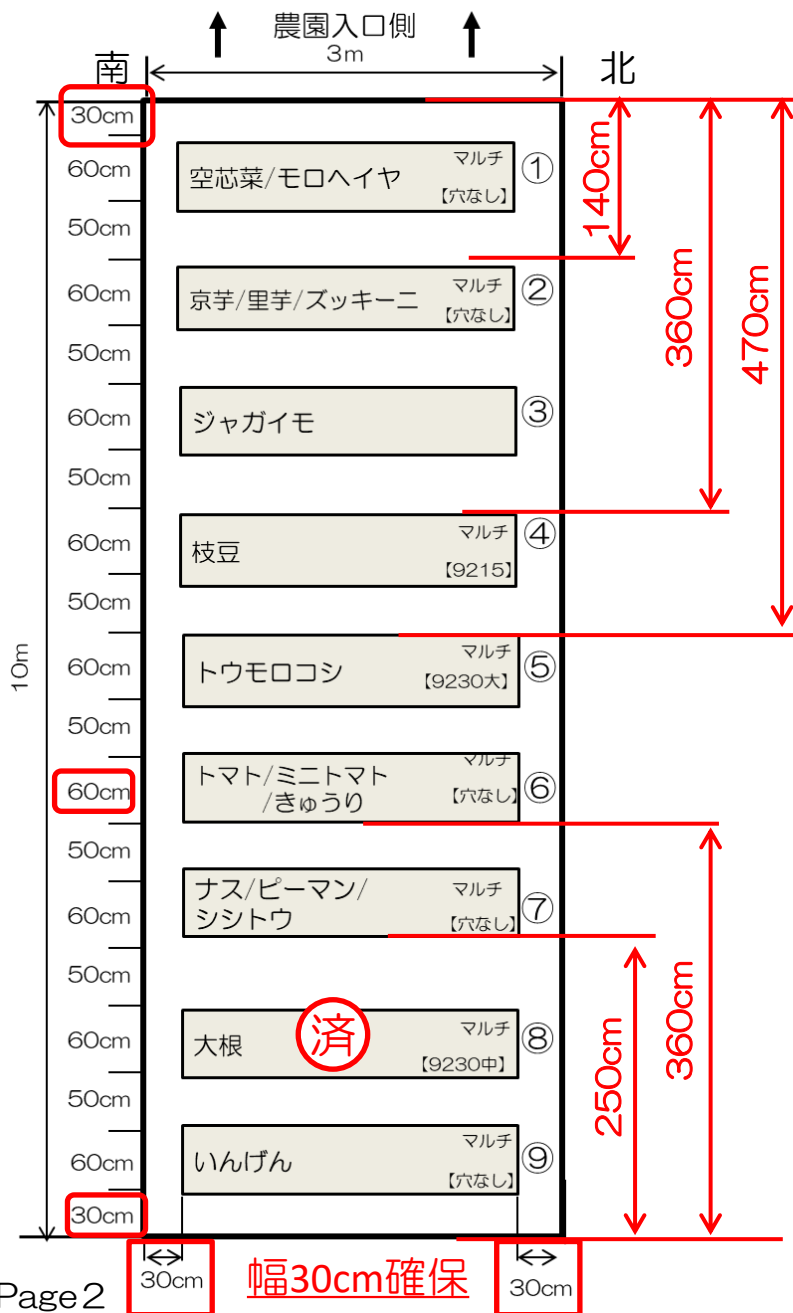 農園入口側
3m
南
北
30cm
60cm
50cm
60cm
50cm
60cm
50cm
60cm
50cm
60cm
50cm
60cm
50cm
60cm
50cm
60cm
50cm
60cm
30cm
10m
空芯菜/モロヘイヤ
マルチ
【穴なし】
①
京芋/里芋/ズッキーニ
マルチ
【穴なし】
②
ジャガイモ
③
枝豆
マルチ
【9215】
④
トウモロコシ
マルチ
【9230大】
⑤
トマト/ミニトマト
/きゅうり
マルチ
【穴なし】
⑥
ナス/ピーマン/
シシトウ
マルチ
【穴なし】
⑦
大根
済
マルチ
【9230中】
⑧
いんげん
マルチ
【穴なし】
⑨
140cm
360cm
470cm
250cm
360cm
30cm
幅30cm確保
30cm
Page2